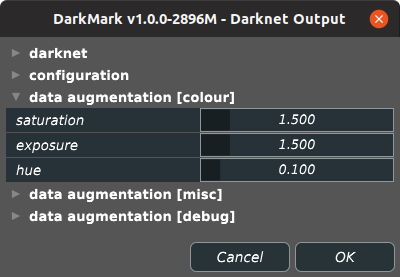 DarkMark v1.0.0-2896M - Darknet Output
darknet
configuration
data augmentation [colour]
saturation 1.500
exposure 1.500
hue 0.100
data augmentation [misc]
data augmentation [debug]
Cancel OK